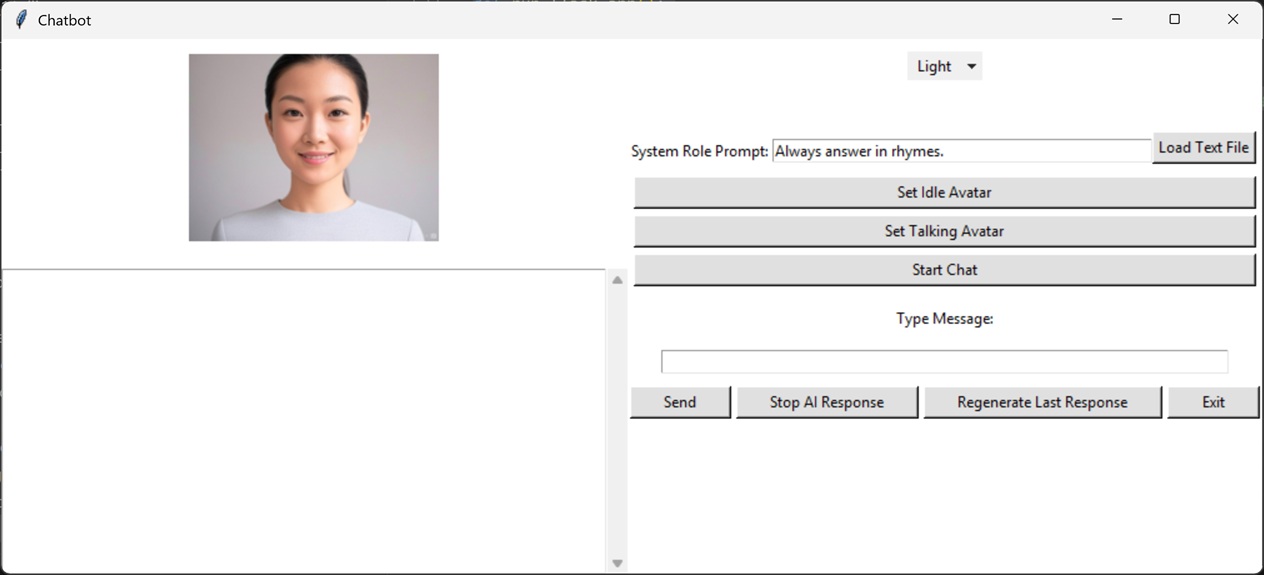 Chatbot
Light
System Role Prompt: Always answer in rhymes. Load Text File
Set Idle Avatar
Set Talking Avatar
Start Chat
Type Message:
Send Stop AI Response Regenerate Last Response Exit